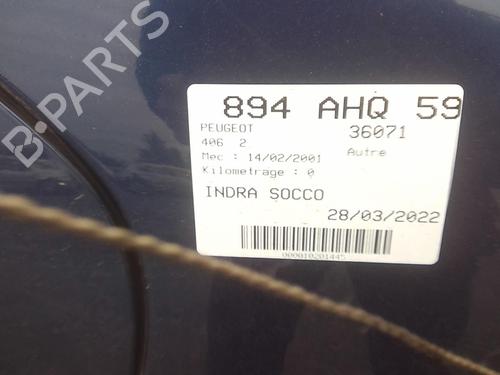 B-PARTS
894 AHQ 59
PEUGEOT 36071
406 2 Autre
Mec : 14/02/2001
Kilometrage : 0
INDRA SOCCO
28/03/2022
000010201445